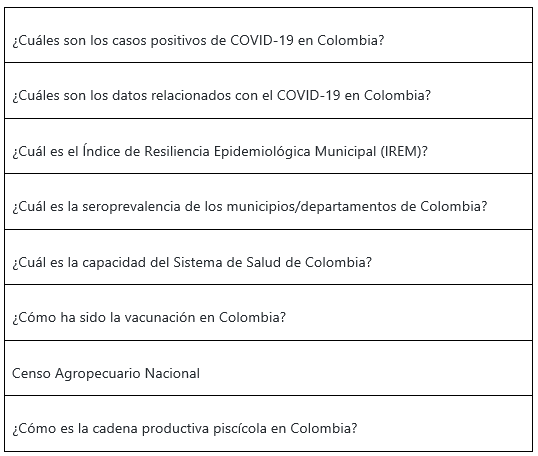 ¿Cuáles son los casos positivos de COVID-19 en Colombia?
¿Cuáles son los datos relacionados con el COVID-19 en Colombia?
¿Cuál es el Índice de Resiliencia Epidemiológica Municipal (IREM)?
¿Cuál es la seroprevalencia de los municipios/departamentos de Colombia?
¿Cuál es la capacidad del Sistema de Salud de Colombia?
¿Cómo ha sido la vacunación en Colombia?
Censo Agropecuario Nacional
¿Cómo es la cadena productiva piscícola en Colombia?